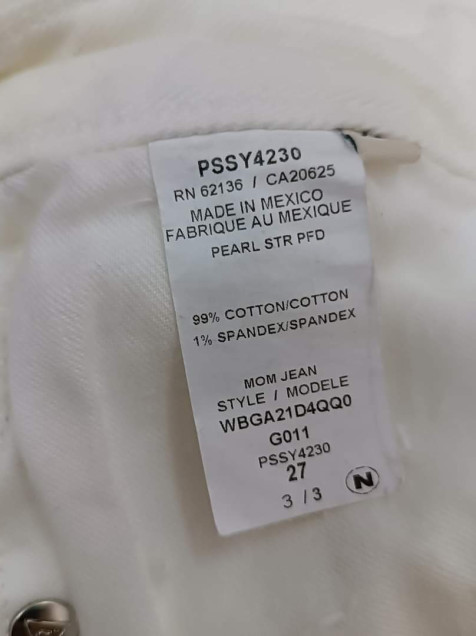 PSSY4230
RN 62136 / CA20625
MADE IN MEXICO
FABRIQUE AU MEXIQUE
PEARL STR PFD
99% COTTON/COTTON
1% SPANDEX/SPANDEX
MOM JEAN
STYLE / MODELE
WBGA21D4QQ0
G011
PSSY4230
27
3 / 3
N